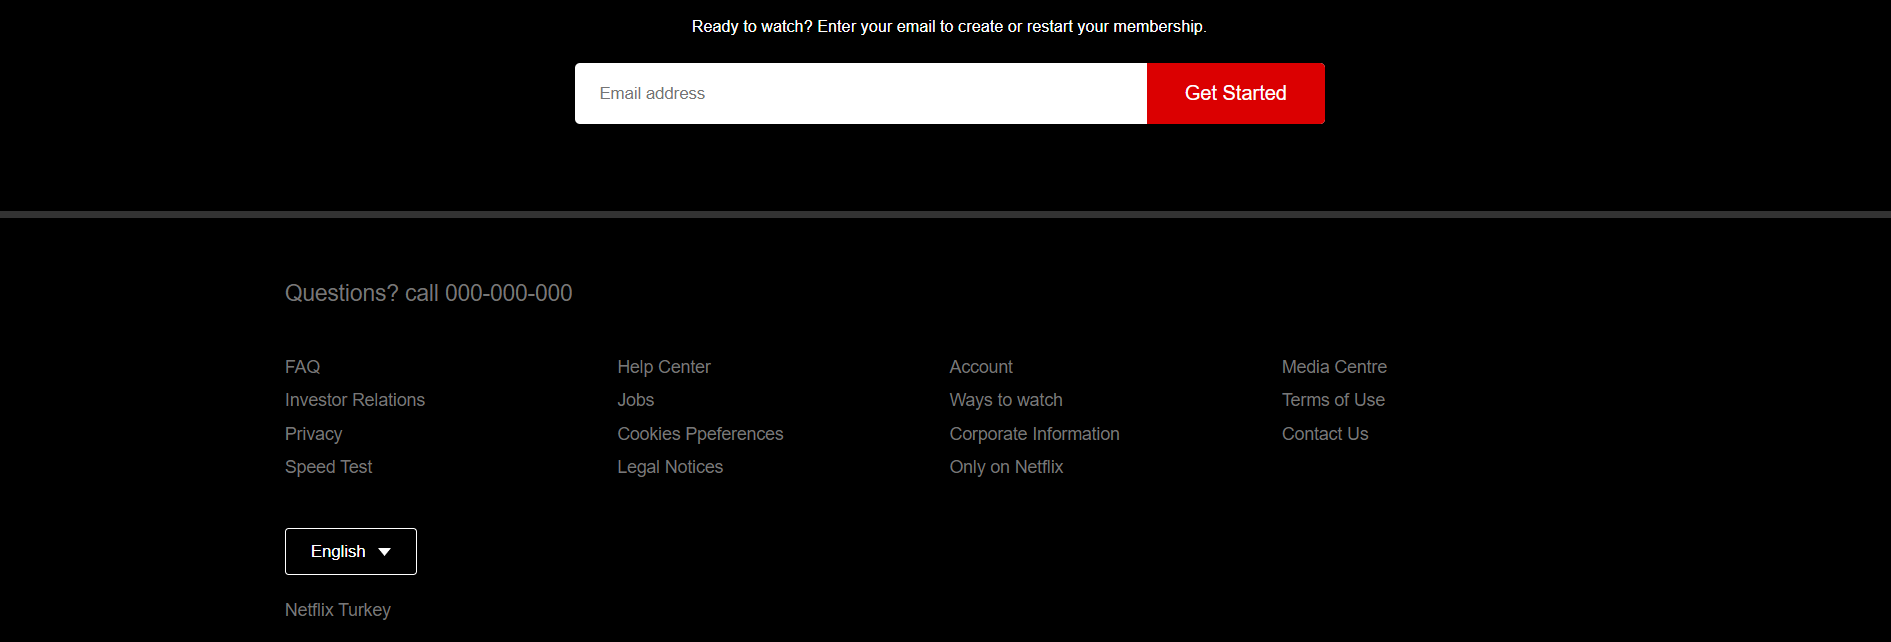 Ready to watch? Enter your email to create or restart your membership.
Email address
Get Started
Questions? call 000-000-000
FAQ
Help Center
Account
Media Centre
Investor Relations
Jobs
Ways to watch
Terms of Use
Privacy
Cookies Ppeferences
Corporate Information
Contact Us
Speed Test
Legal Notices
Only on Netflix
English
Netflix Turkey